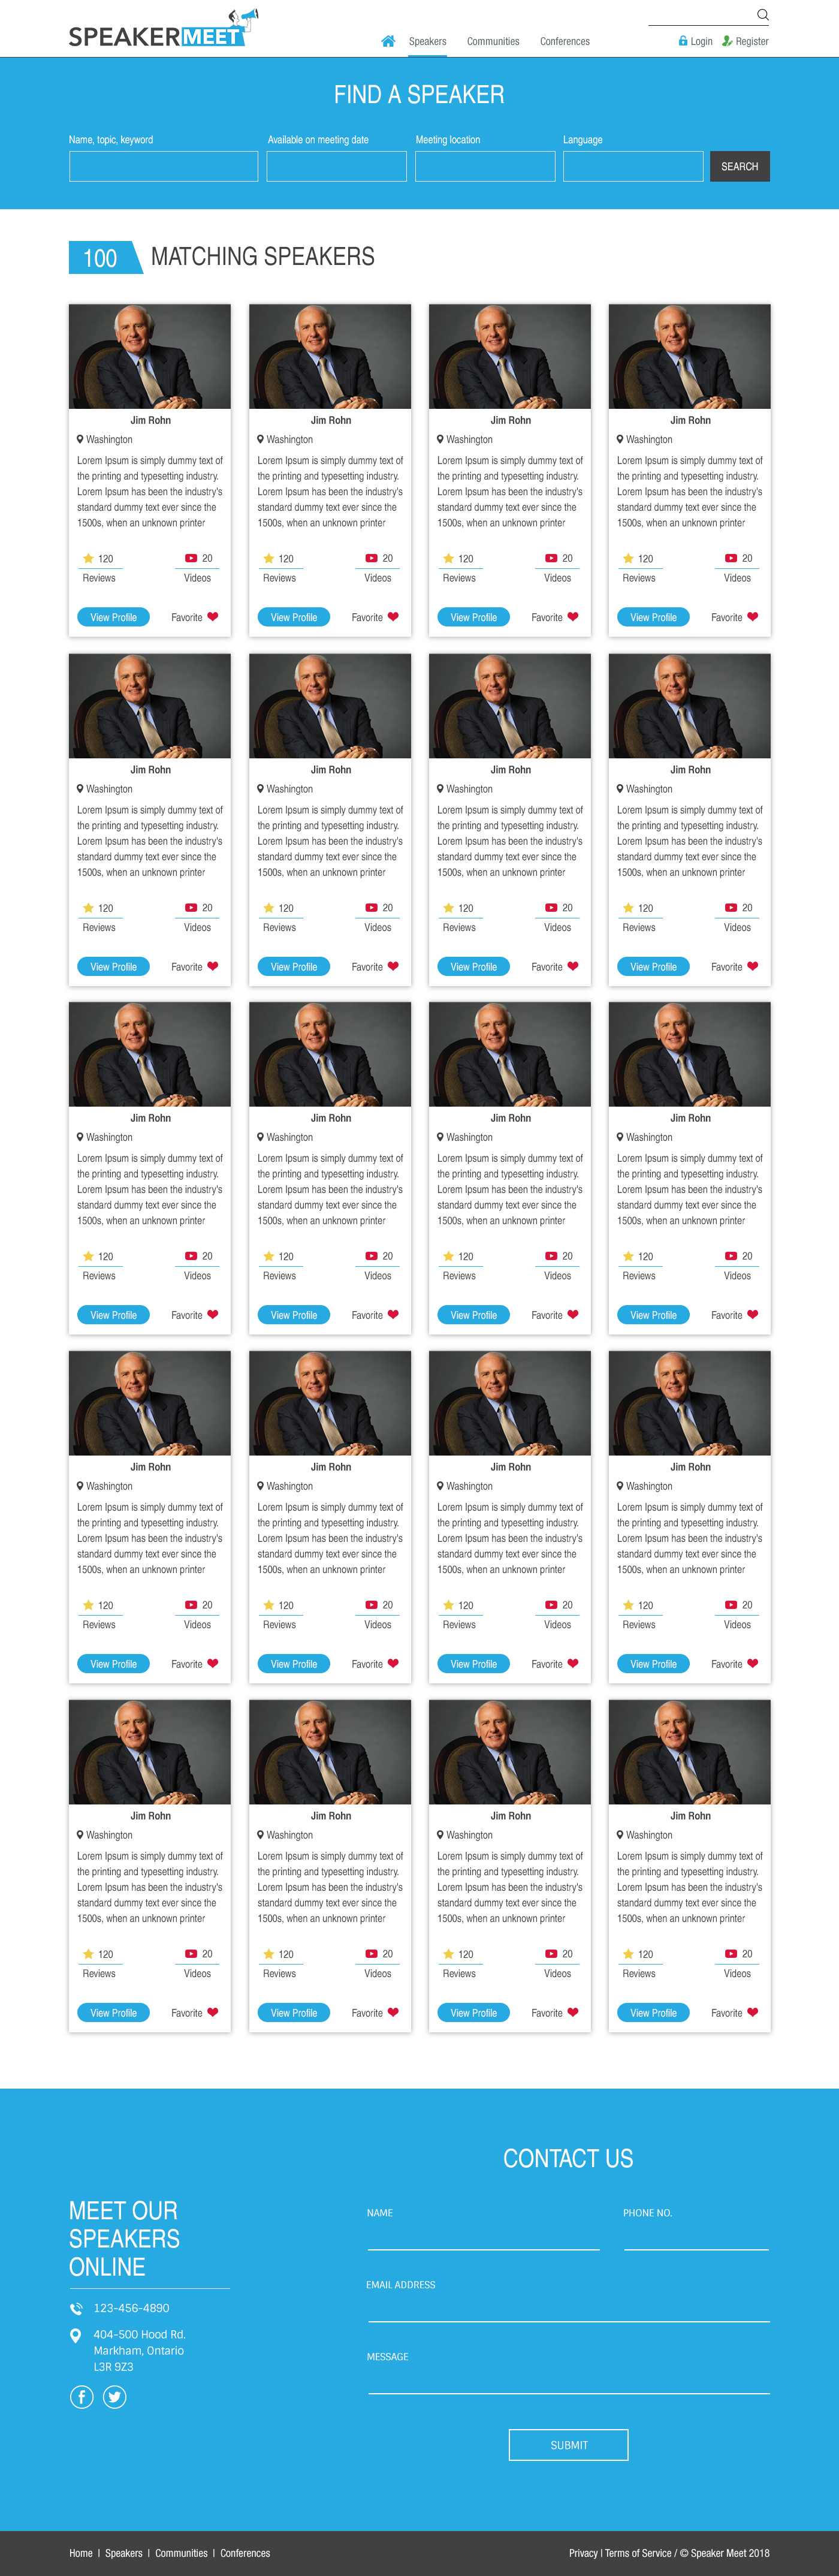 SPEAKERMEET
Speakers Communities Conferences
Login Register
FIND A SPEAKER
Name, topic, keyword Available on meeting date Meeting location Language
SEARCH
100 MATCHING SPEAKERS
Jim Rohn Jim Rohn Jim Rohn Jim Rohn
Washington Washington Washington Washington
Lorem Ipsum is simply dummy text of Lorem Ipsum is simply dummy text of Lorem Ipsum is simply dummy text of Lorem Ipsum is simply dummy text of
the printing and typesetting industry. the printing and typesetting industry. the printing and typesetting industry. the printing and typesetting industry.
Lorem Ipsum has been the industry's Lorem Ipsum has been the industry's Lorem Ipsum has been the industry's Lorem Ipsum has been the industry's
standard dummy text ever since the standard dummy text ever since the standard dummy text ever since the standard dummy text ever since the
1500s, when an unknown printer 1500s, when an unknown printer 1500s, when an unknown printer 1500s, when an unknown printer
120 20 120 20 120 20 120 20
Reviews Videos Reviews Videos Reviews Videos Reviews Videos
View Profile Favorite View Profile Favorite View Profile Favorite View Profile Favorite
Jim Rohn Jim Rohn Jim Rohn Jim Rohn
Washington Washington Washington Washington
Lorem Ipsum is simply dummy text of Lorem Ipsum is simply dummy text of Lorem Ipsum is simply dummy text of Lorem Ipsum is simply dummy text of
the printing and typesetting industry. the printing and typesetting industry. the printing and typesetting industry. the printing and typesetting industry.
Lorem Ipsum has been the industry's Lorem Ipsum has been the industry's Lorem Ipsum has been the industry's Lorem Ipsum has been the industry's
standard dummy text ever since the standard dummy text ever since the standard dummy text ever since the standard dummy text ever since the
1500s, when an unknown printer 1500s, when an unknown printer 1500s, when an unknown printer 1500s, when an unknown printer
120 20 120 20 120 20 120 20
Reviews Videos Reviews Videos Reviews Videos Reviews Videos
View Profile Favorite View Profile Favorite View Profile Favorite View Profile Favorite
Jim Rohn Jim Rohn Jim Rohn Jim Rohn
Washington Washington Washington Washington
Lorem Ipsum is simply dummy text of Lorem Ipsum is simply dummy text of Lorem Ipsum is simply dummy text of Lorem Ipsum is simply dummy text of
the printing and typesetting industry. the printing and typesetting industry. the printing and typesetting industry. the printing and typesetting industry.
Lorem Ipsum has been the industry's Lorem Ipsum has been the industry's Lorem Ipsum has been the industry's Lorem Ipsum has been the industry's
standard dummy text ever since the standard dummy text ever since the standard dummy text ever since the standard dummy text ever since the
1500s, when an unknown printer 1500s, when an unknown printer 1500s, when an unknown printer 1500s, when an unknown printer
120 20 120 20 120 20 120 20
Reviews Videos Reviews Videos Reviews Videos Reviews Videos
View Profile Favorite View Profile Favorite View Profile Favorite View Profile Favorite
Jim Rohn Jim Rohn Jim Rohn Jim Rohn
Washington Washington Washington Washington
Lorem Ipsum is simply dummy text of Lorem Ipsum is simply dummy text of Lorem Ipsum is simply dummy text of Lorem Ipsum is simply dummy text of
the printing and typesetting industry. the printing and typesetting industry. the printing and typesetting industry. the printing and typesetting industry.
Lorem Ipsum has been the industry's Lorem Ipsum has been the industry's Lorem Ipsum has been the industry's Lorem Ipsum has been the industry's
standard dummy text ever since the standard dummy text ever since the standard dummy text ever since the standard dummy text ever since the
1500s, when an unknown printer 1500s, when an unknown printer 1500s, when an unknown printer 1500s, when an unknown printer
120 20 120 20 120 20 120 20
Reviews Videos Reviews Videos Reviews Videos Reviews Videos
View Profile Favorite View Profile Favorite View Profile Favorite View Profile Favorite
Jim Rohn Jim Rohn Jim Rohn Jim Rohn
Washington Washington Washington Washington
Lorem Ipsum is simply dummy text of Lorem Ipsum is simply dummy text of Lorem Ipsum is simply dummy text of Lorem Ipsum is simply dummy text of
the printing and typesetting industry. the printing and typesetting industry. the printing and typesetting industry. the printing and typesetting industry.
Lorem Ipsum has been the industry's Lorem Ipsum has been the industry's Lorem Ipsum has been the industry's Lorem Ipsum has been the industry's
standard dummy text ever since the standard dummy text ever since the standard dummy text ever since the standard dummy text ever since the
1500s, when an unknown printer 1500s, when an unknown printer 1500s, when an unknown printer 1500s, when an unknown printer
120 20 120 20 120 20 120 20
Reviews Videos Reviews Videos Reviews Videos Reviews Videos
View Profile Favorite View Profile Favorite View Profile Favorite View Profile Favorite
MEET OUR
SPEAKERS
ONLINE
123-456-4890
404-500 Hood Rd.
Markham, Ontario
L3R 9Z3
CONTACT US
NAME PHONE NO.
EMAIL ADDRESS
MESSAGE
SUBMIT
Home | Speakers | Communities | Conferences
Privacy | Terms of Service / © Speaker Meet 2018